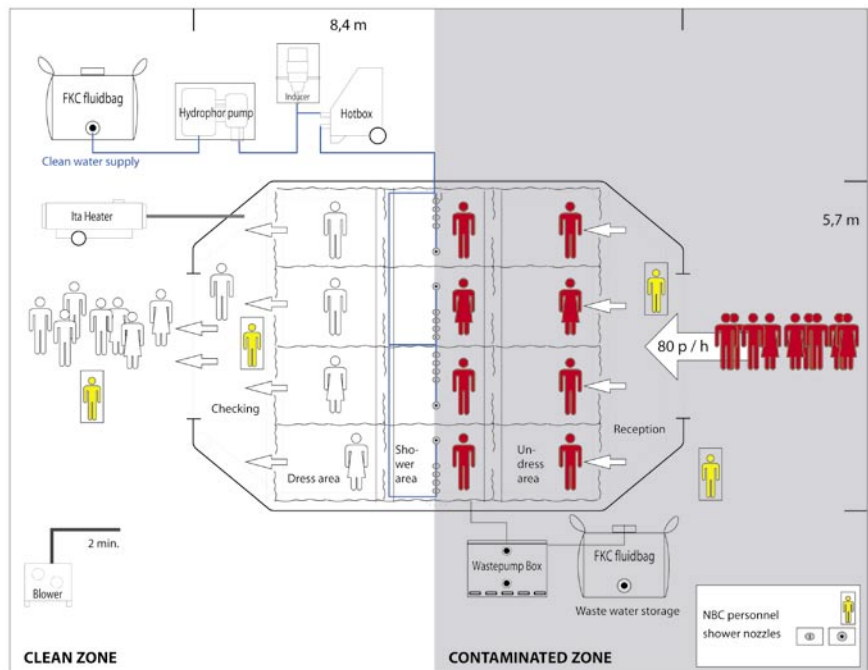 8,4 m
FKC fluidbag
Hydrophor pump
Inducer
Hotbox
Clean water supply
Ita Heater
5,7 m
80 p / h
Checking
Reception
Dress area
Sho-
wer
area
Un-
dress
area
2 min.
Blower
Wastepump Box
FKC fluidbag
Waste water storage
NBC personnel
shower nozzles
CLEAN ZONE
CONTAMINATED ZONE